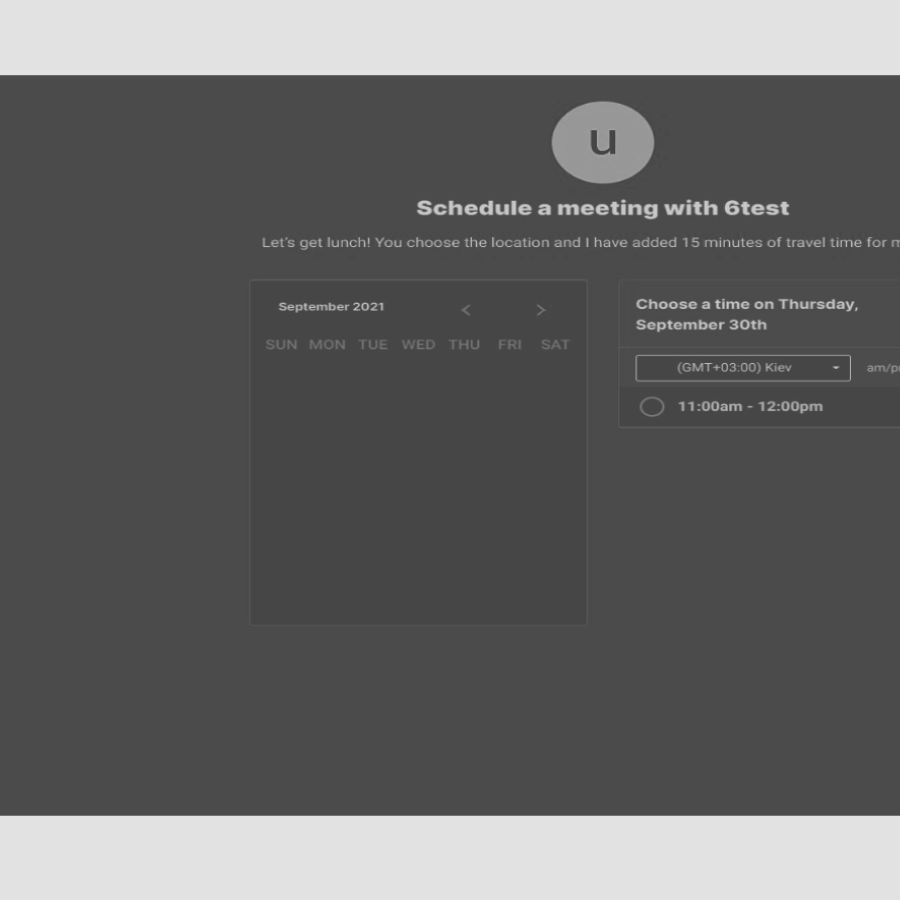 u
Schedule a meeting with 6test
Let's get lunch! You choose the location and I have added 15 minutes of travel time for
September 2021 < >
SUN MON TUE WED THU FRI SAT
Choose a time on Thursday,
September 30th
(GMT+03:00) Kiev
am/p
11:00am - 12:00pm